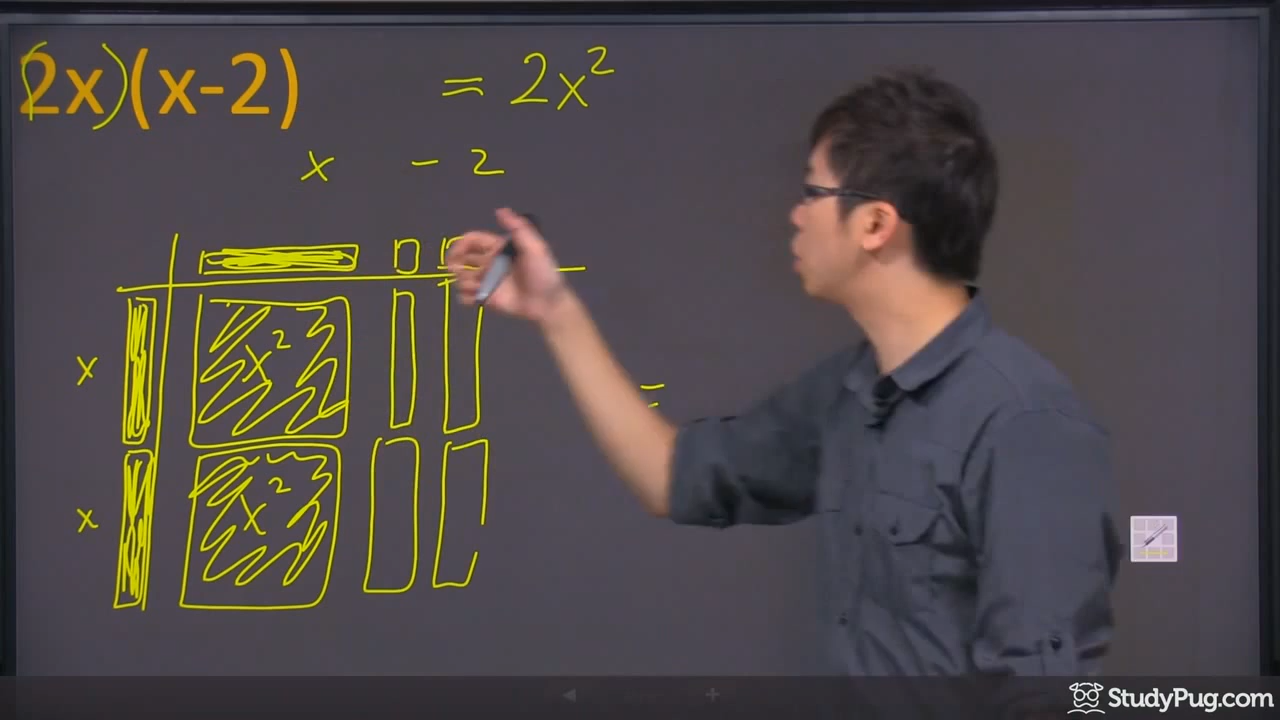 (2x)(x-2) = 2x²
x - 2
x x²
=
x x²
StudyPug.com